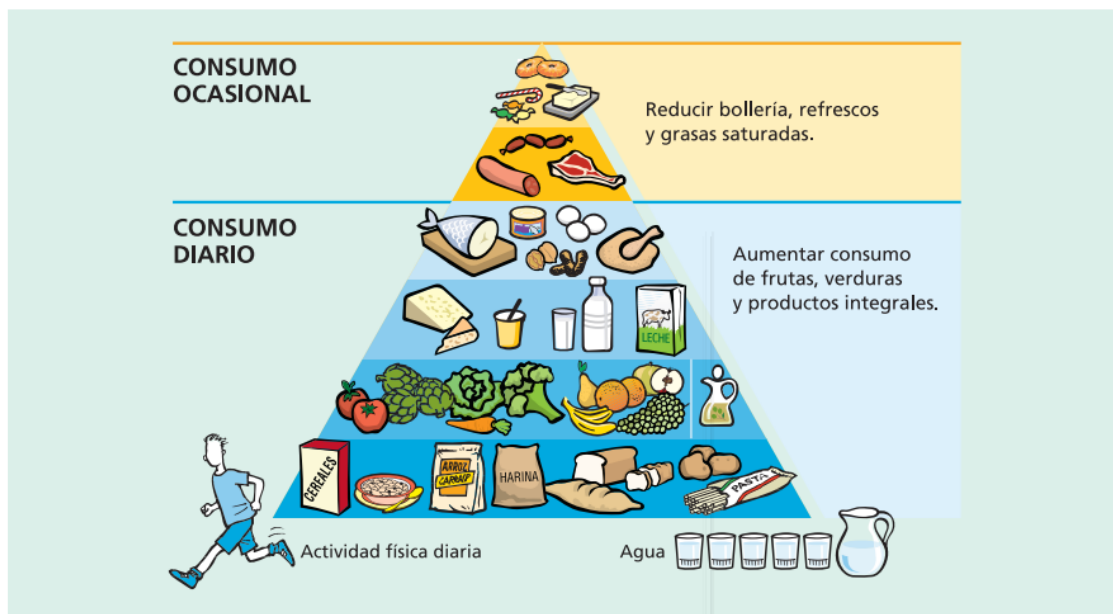 CONSUMO
OCASIONAL
Reducir bollería, refrescos
y grasas saturadas.
CONSUMO
DIARIO
Aumentar consumo
de frutas, verduras
y productos integrales.
LECHE
CEREALES
ARROZ
HARINA
PASTA
Actividad física diaria
Agua